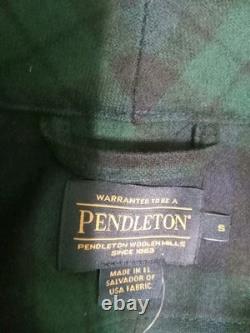 WARRANTED TO BE A
PENDLETON
S
PENDLETON WOOLEN MILLS
SINCE 1863
MADE IN EL
SALVADOR OF
USA FABRIC